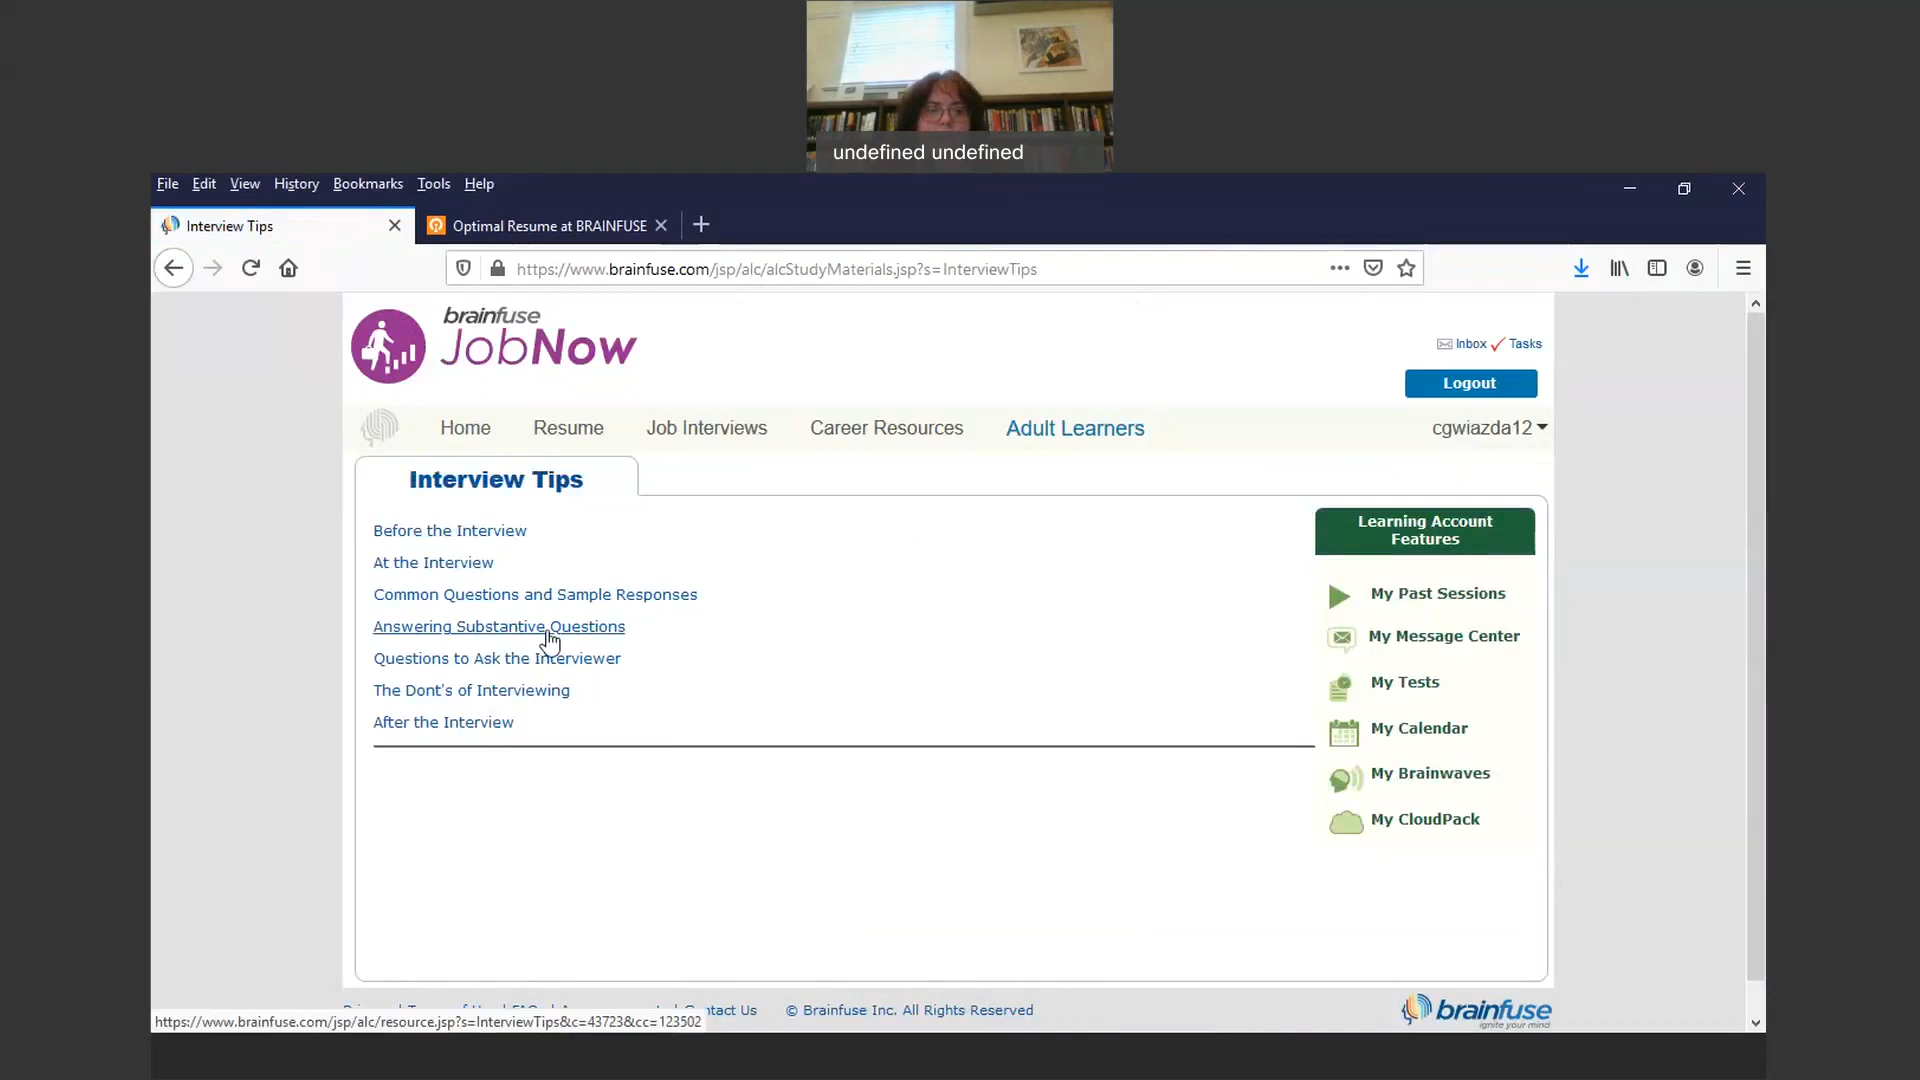 undefined undefined
File Edit View History Bookmarks Tools Help
Interview Tips
Optimal Resume at BRAINFUSE
https://www.brainfuse.com/jsp/alc/alcStudyMaterials.jsp?s=InterviewTips
brainfuse
JobNow
Inbox Tasks
Logout
Home Resume Job Interviews Career Resources Adult Learners cgwiazda12
Interview Tips
Before the Interview
At the Interview
Common Questions and Sample Responses
Answering Substantive Questions
Questions to Ask the Interviewer
The Dont's of Interviewing
After the Interview
Learning Account
Features
My Past Sessions
My Message Center
My Tests
My Calendar
My Brainwaves
My CloudPack
Contact Us © Brainfuse Inc. All Rights Reserved
brainfuse
ignite your mind
https://www.brainfuse.com/jsp/alc/resource.jsp?s=InterviewTips&c=43723&cc=123502